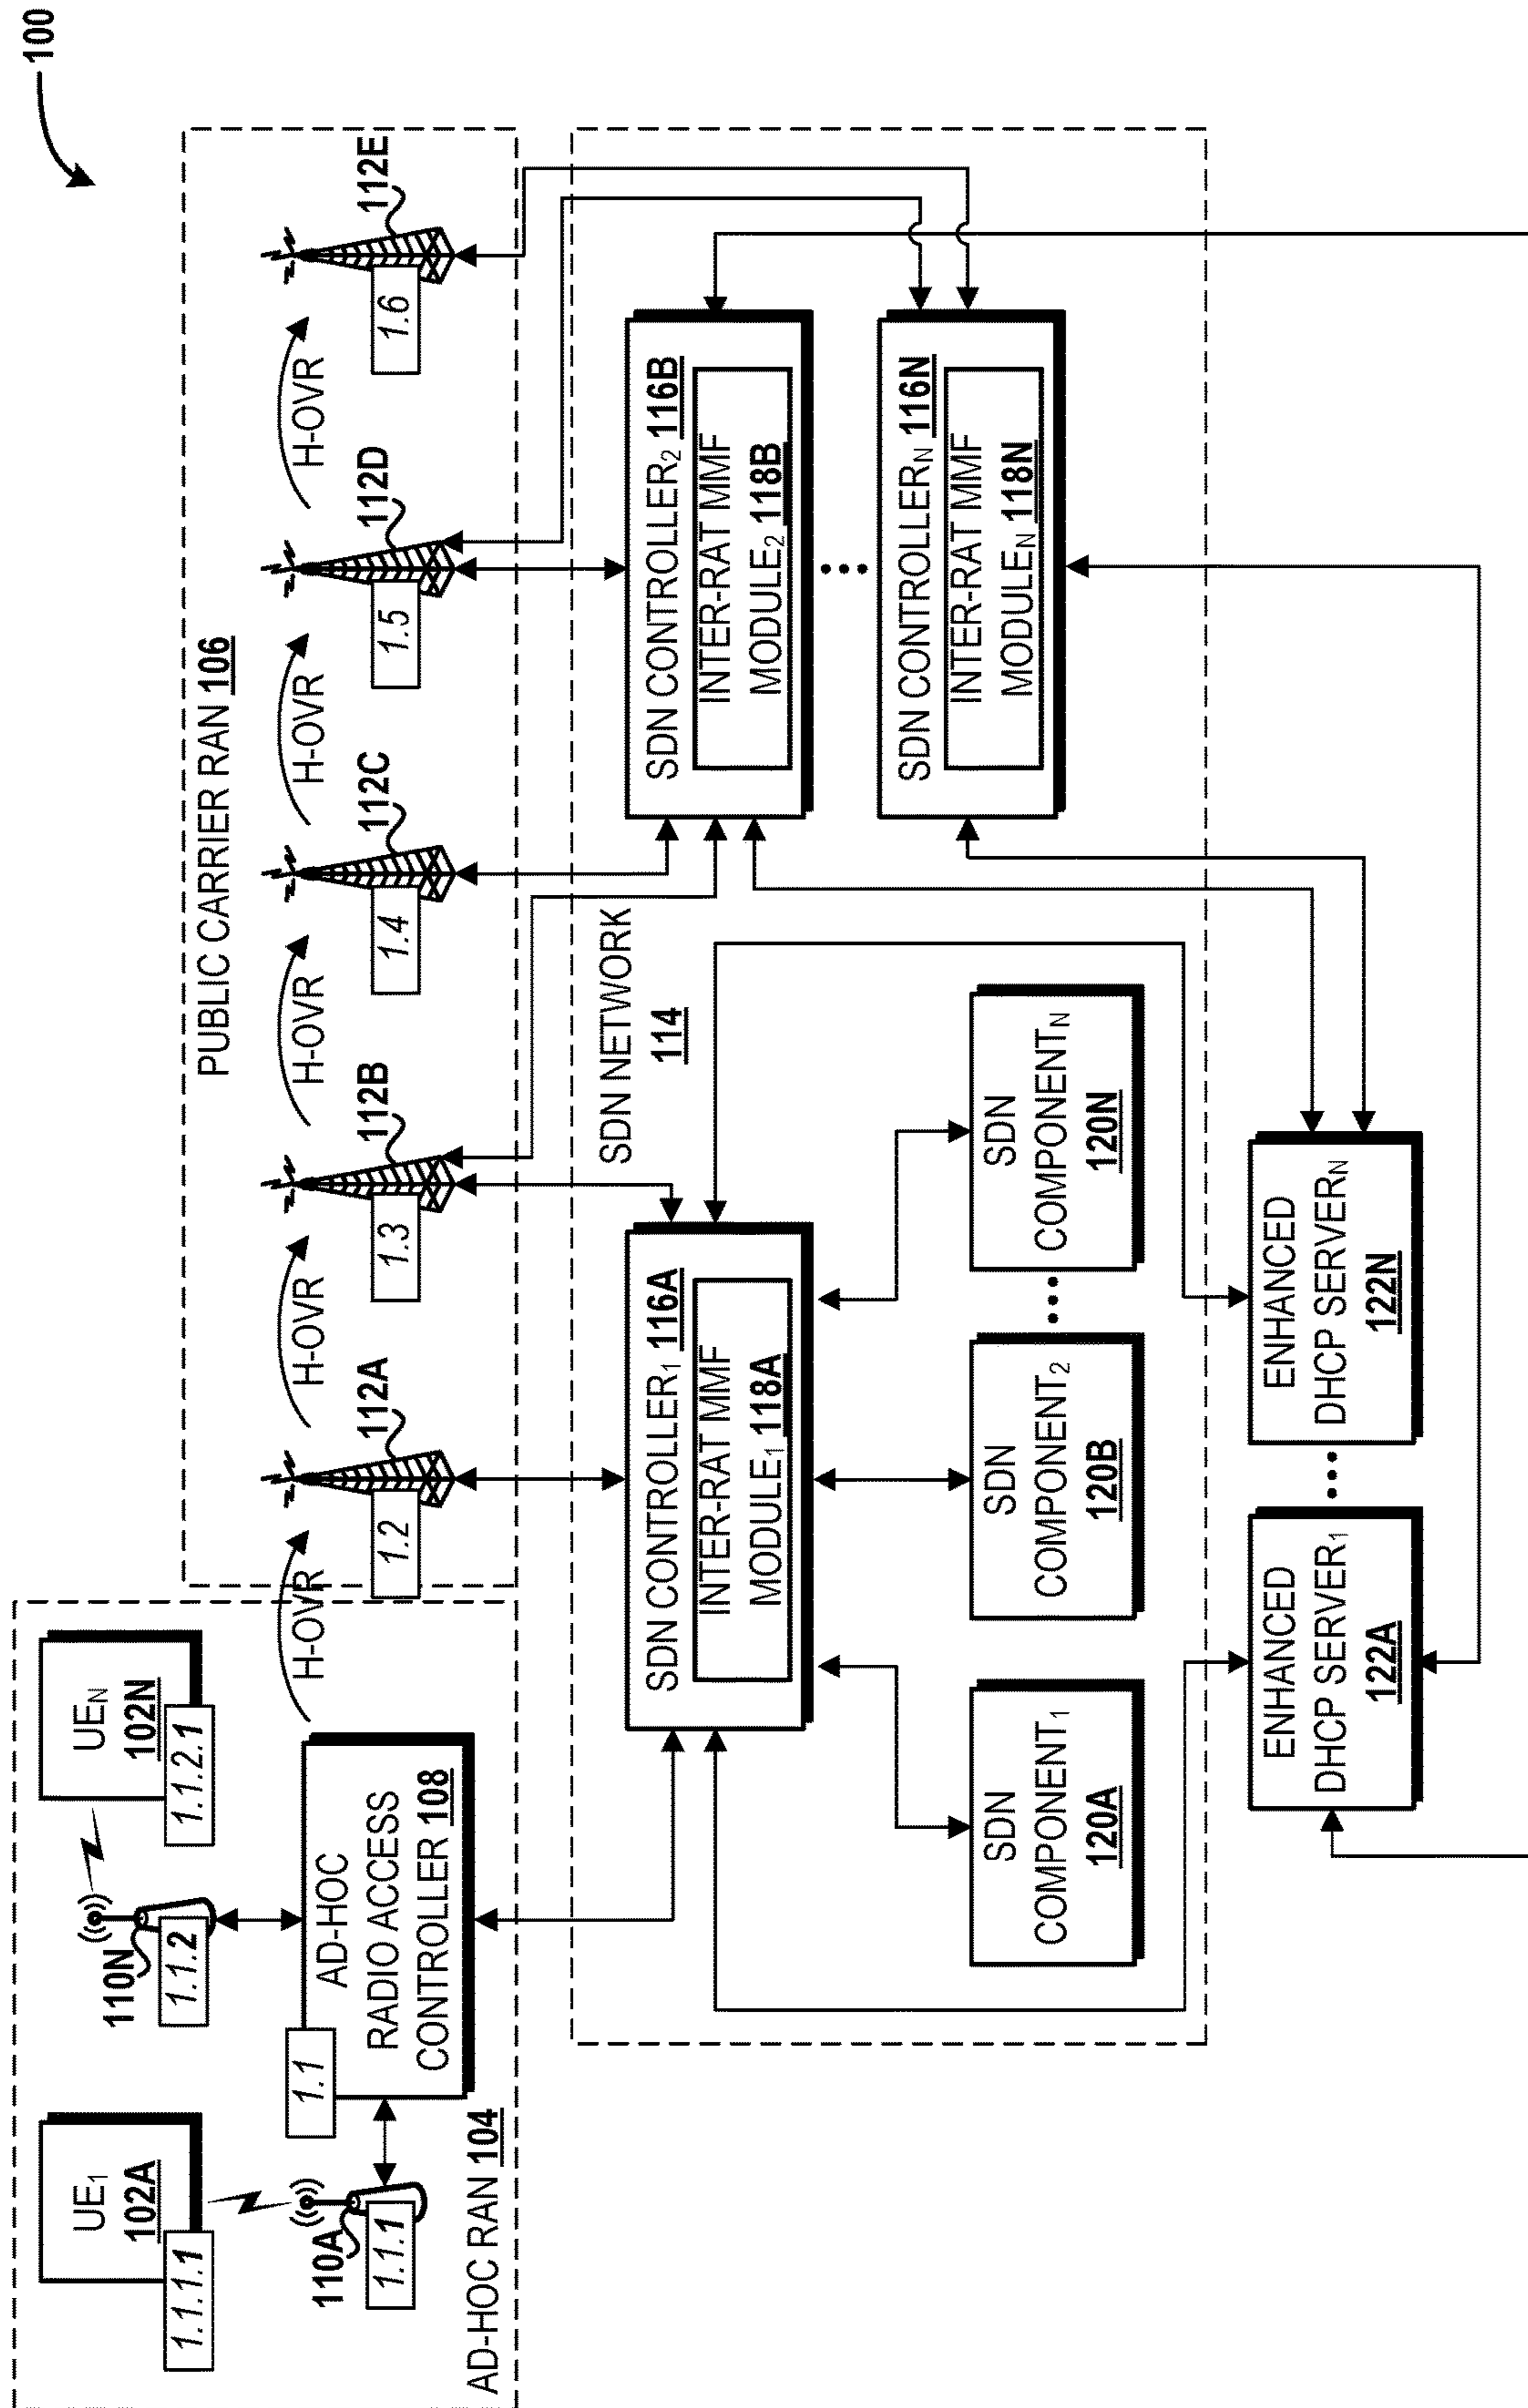 100
PUBLIC CARRIER RAN 106
H-OVR
H-OVR
H-OVR
H-OVR
H-OVR
112A
112B
112C
112D
112E
1.2
1.3
1.4
1.5
1.6
UE₁
102A
1.1.1.1
UEN
102N
1.1.2.1
110A
1.1.1
110N
1.1.2
1.1
AD-HOC
RADIO ACCESS
CONTROLLER 108
AD-HOC RAN 104
SDN NETWORK
114
SDN CONTROLLER₁ 116A
INTER-RAT MMF
MODULE₁ 118A
SDN CONTROLLER₂ 116B
INTER-RAT MMF
MODULE₂ 118B
•••
SDN CONTROLLERN 116N
INTER-RAT MMF
MODULEN 118N
SDN
COMPONENT₁
120A
SDN
COMPONENT₂
120B
•••
SDN
COMPONENTN
120N
ENHANCED
DHCP SERVER₁
122A
•••
ENHANCED
DHCP SERVERN
122N